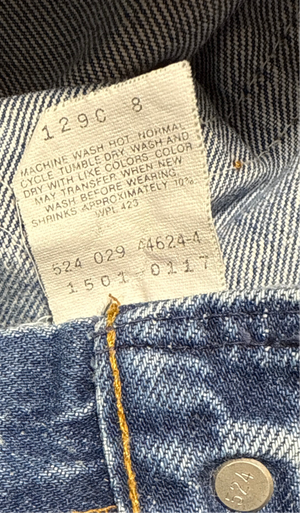 129C 8
MACHINE WASH HOT, NORMAL
CYCLE TUMBLE DRY. WASH AND
DRY WITH LIKE COLORS. COLOR
MAY TRANSFER WHEN NEW.
WASH BEFORE WEARING.
SHRINKS APPROXIMATELY 10%.
WPL 423
524 029 44624-4
1501-0117
524